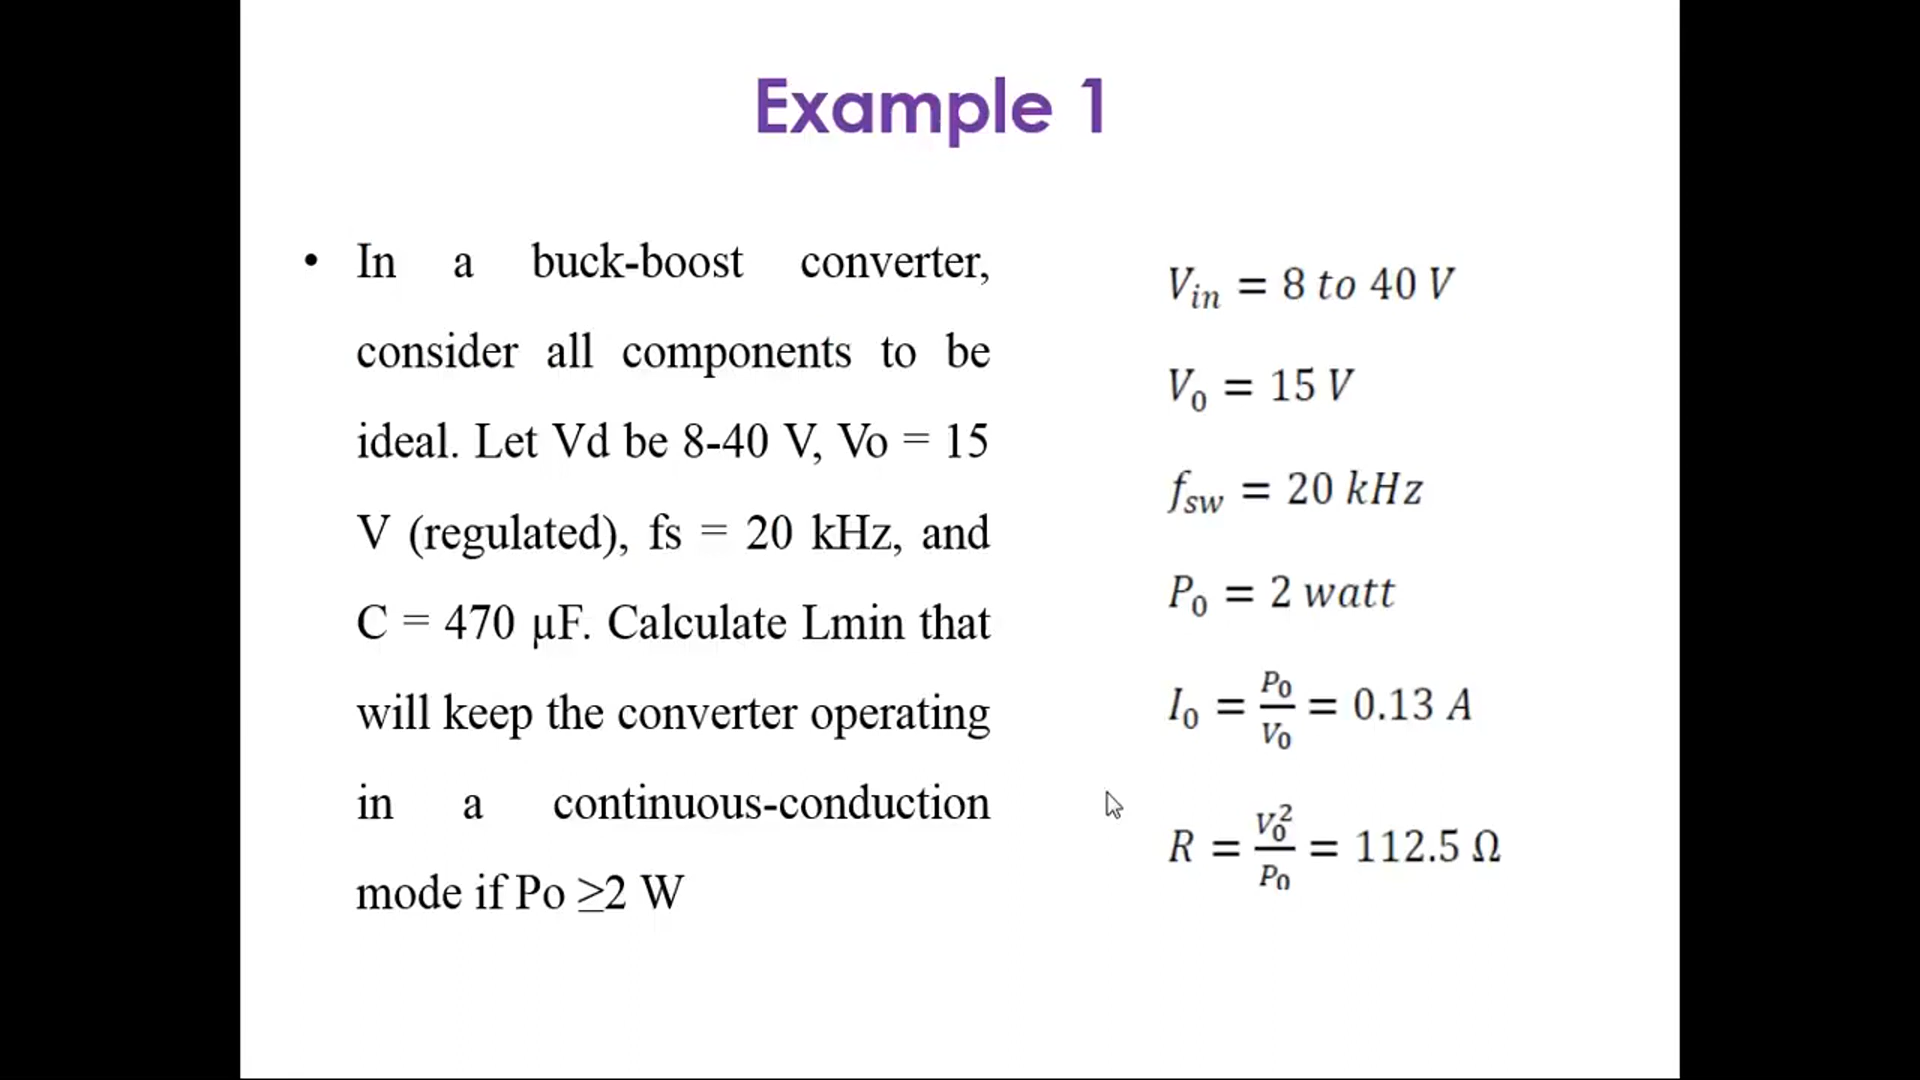 Example 1
• In a buck-boost converter,
consider all components to be
ideal. Let Vd be 8-40 V, Vo = 15
V (regulated), fs = 20 kHz, and
C = 470 μF. Calculate Lmin that
will keep the converter operating
in a continuous-conduction
mode if Po ≥2 W
V_in = 8 to 40 V
V_0 = 15 V
f_sw = 20 kHz
P_0 = 2 watt
I_0 = P_0/V_0 = 0.13 A
R = V_0^2/P_0 = 112.5 Ω